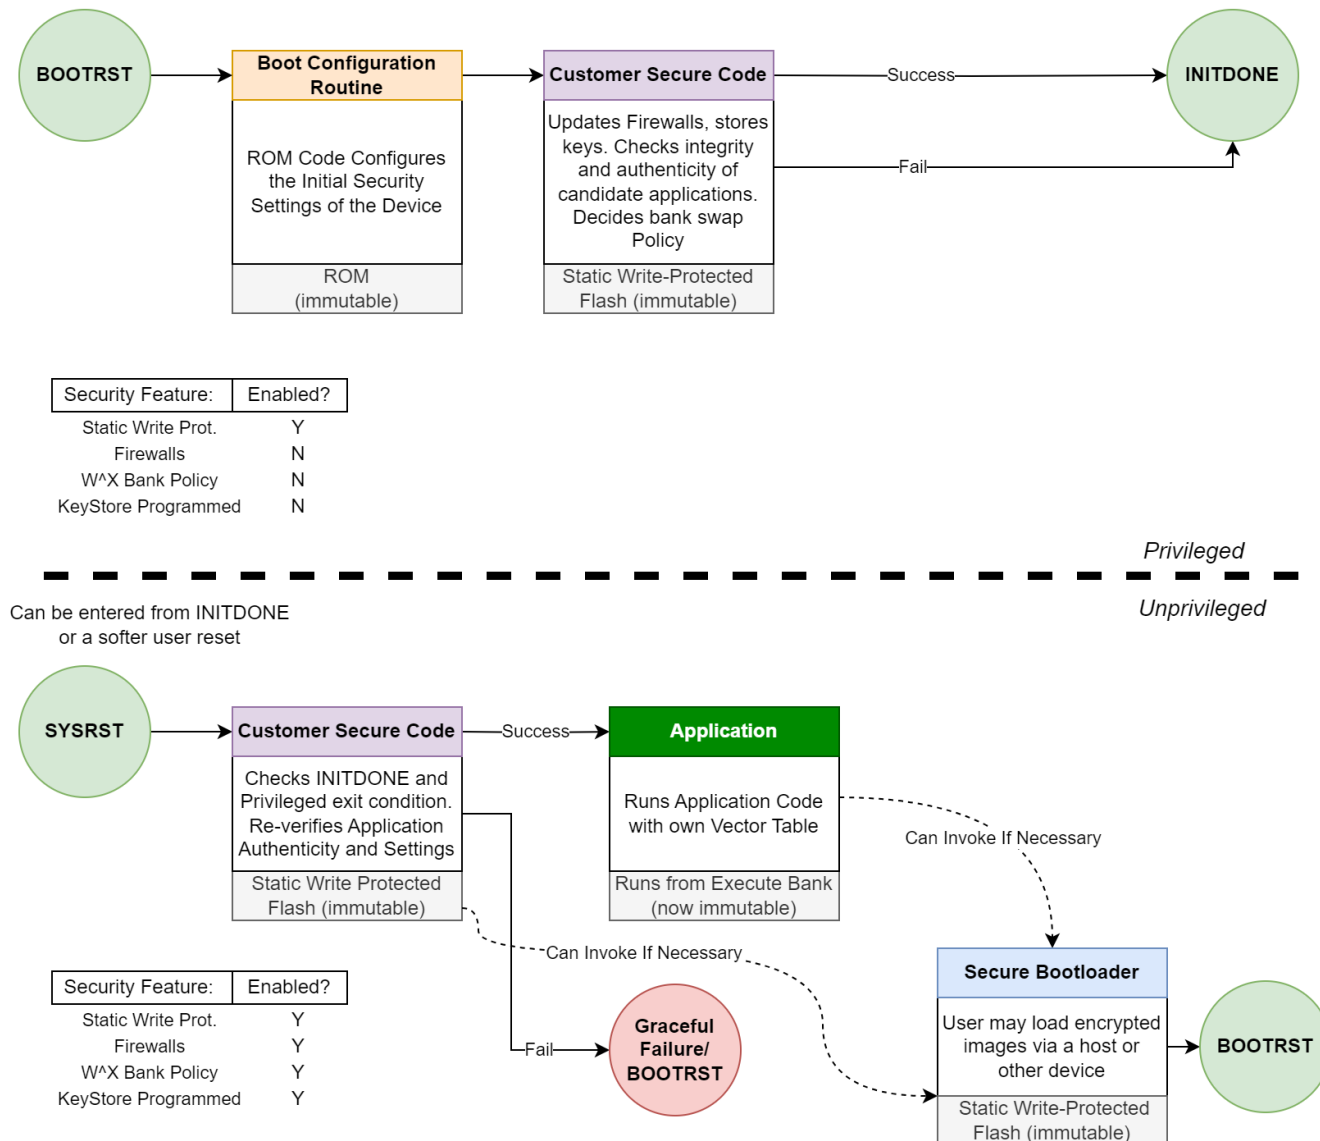 BOOTRST
Boot Configuration
Routine
ROM Code Configures
the Initial Security
Settings of the Device
ROM
(immutable)
Customer Secure Code
Updates Firewalls, stores
keys. Checks integrity
and authenticity of
candidate applications.
Decides bank swap
Policy
Static Write-Protected
Flash (immutable)
Success
Fail
INITDONE
Security Feature: Enabled?
Static Write Prot. Y
Firewalls N
W^X Bank Policy N
KeyStore Programmed N
Privileged
Unprivileged
Can be entered from INITDONE
or a softer user reset
SYSRST
Customer Secure Code
Checks INITDONE and
Privileged exit condition.
Re-verifies Application
Authenticity and Settings
Static Write Protected
Flash (immutable)
Success
Application
Runs Application Code
with own Vector Table
Runs from Execute Bank
(now immutable)
Can Invoke If Necessary
Can Invoke If Necessary
Fail
Graceful
Failure/
BOOTRST
Secure Bootloader
User may load encrypted
images via a host or
other device
Static Write-Protected
Flash (immutable)
BOOTRST
Security Feature: Enabled?
Static Write Prot. Y
Firewalls Y
W^X Bank Policy Y
KeyStore Programmed Y